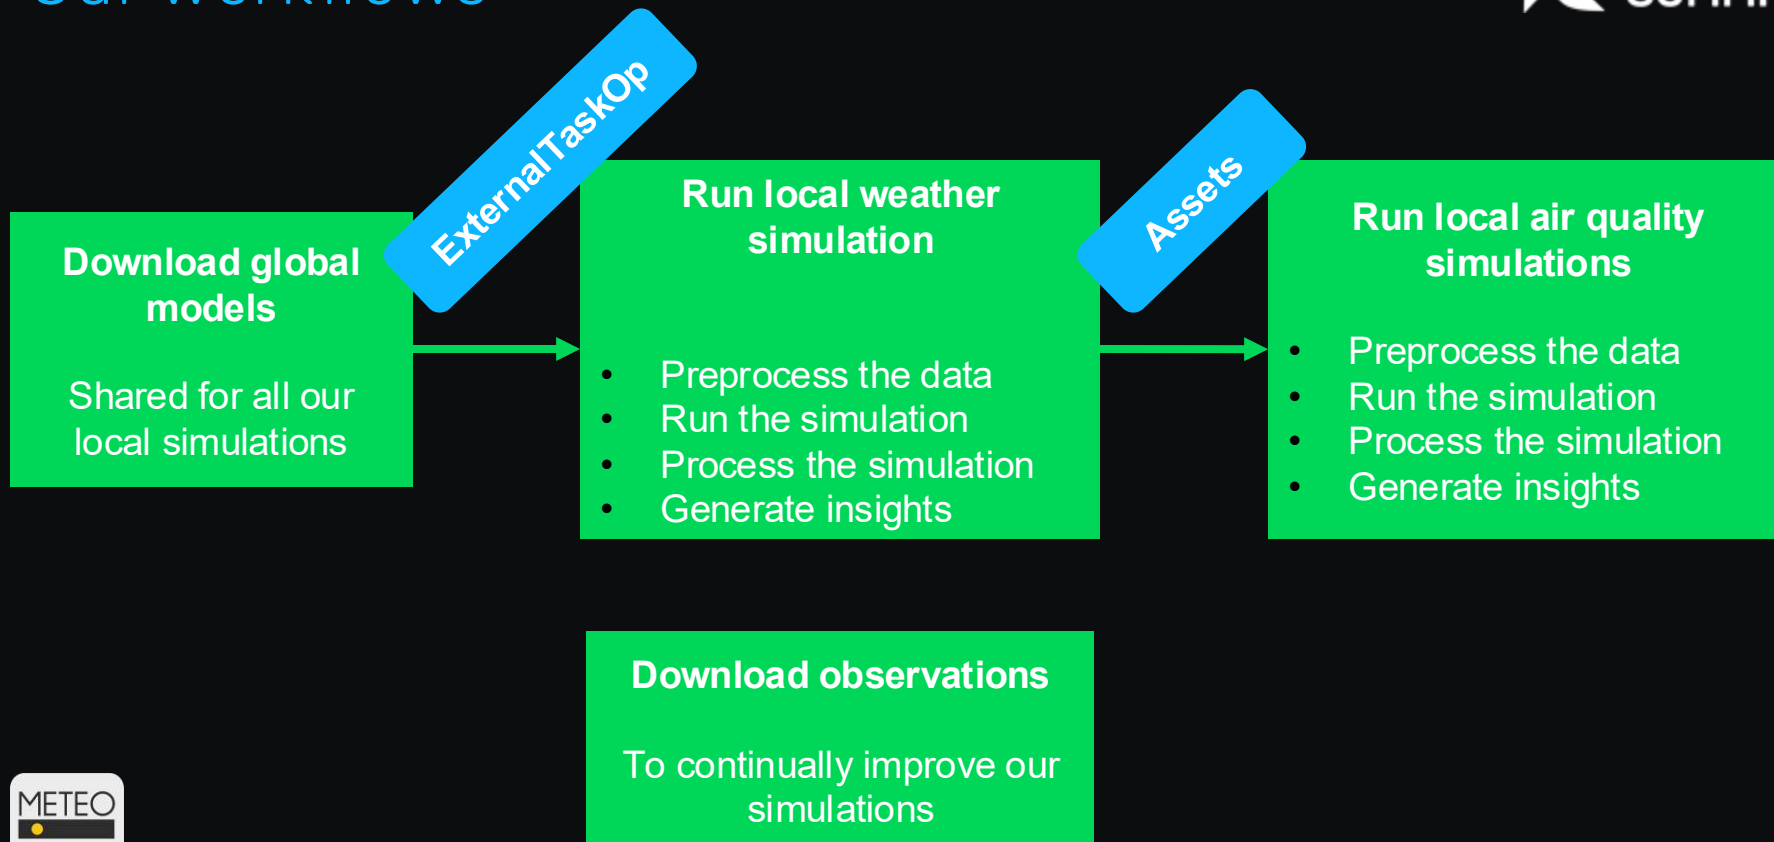 Our workflows
ExternalTaskOp
Assets
Download global
models
Shared for all our
local simulations
Run local weather
simulation
• Preprocess the data
• Run the simulation
• Process the simulation
• Generate insights
Run local air quality
simulations
• Preprocess the data
• Run the simulation
• Process the simulation
• Generate insights
Download observations
To continually improve our
simulations
METEO